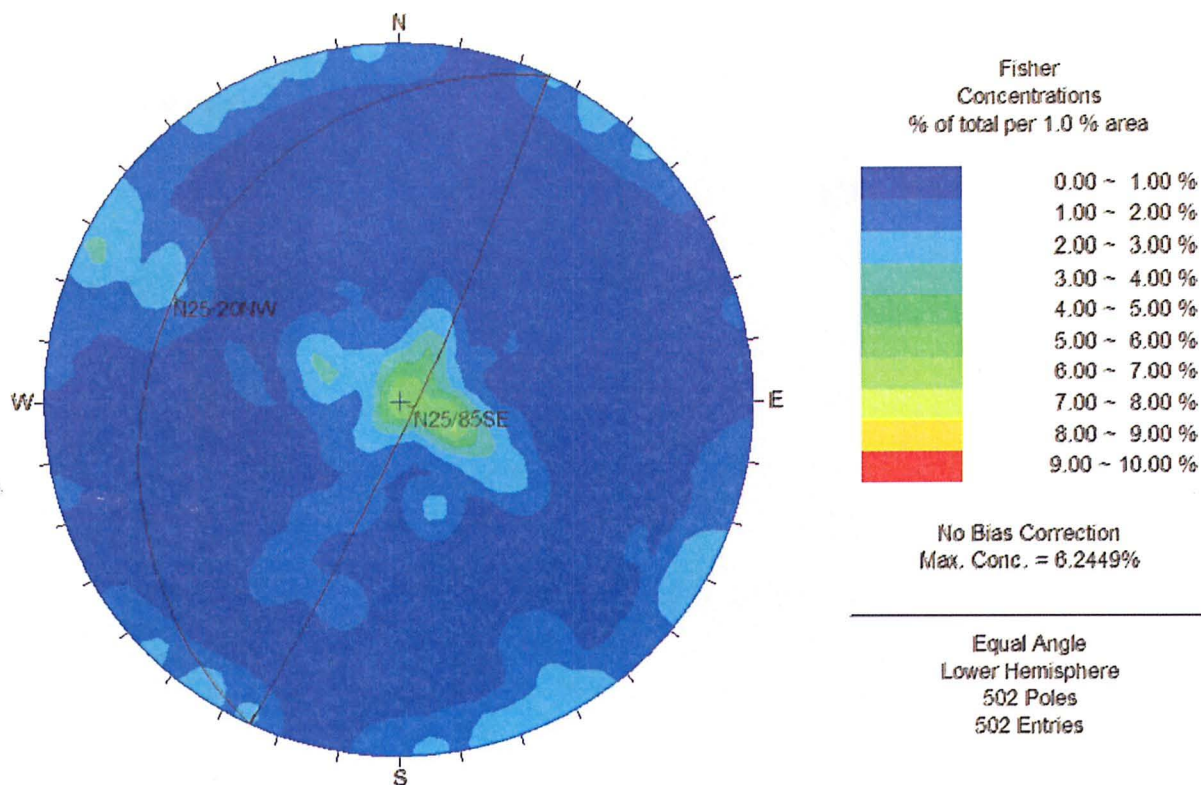 N
W
E
S
N25/20NW
N25/85SE
Fisher
Concentrations
% of total per 1.0 % area
0.00 ~ 1.00 %
1.00 ~ 2.00 %
2.00 ~ 3.00 %
3.00 ~ 4.00 %
4.00 ~ 5.00 %
5.00 ~ 6.00 %
6.00 ~ 7.00 %
7.00 ~ 8.00 %
8.00 ~ 9.00 %
9.00 ~ 10.00 %
No Bias Correction
Max. Conc. = 6.2449%
Equal Angle
Lower Hemisphere
502 Poles
502 Entries